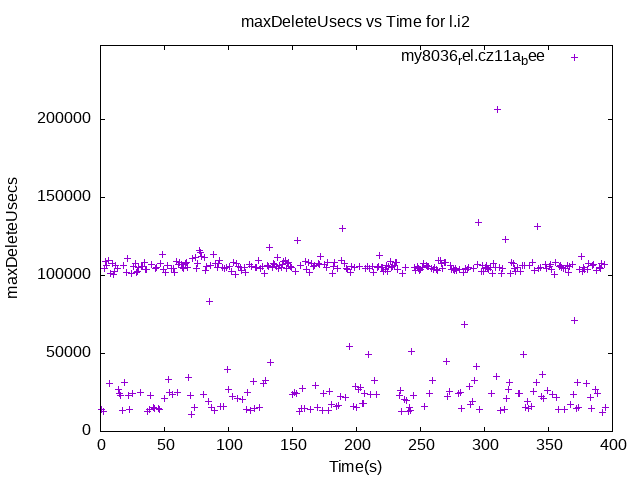 maxDeleteUsecs vs Time for l.i2
my8036rel.cz11abee
maxDeleteUsecs
200000
150000
100000
50000
0
0 50 100 150 200 250 300 350 400
Time(s)